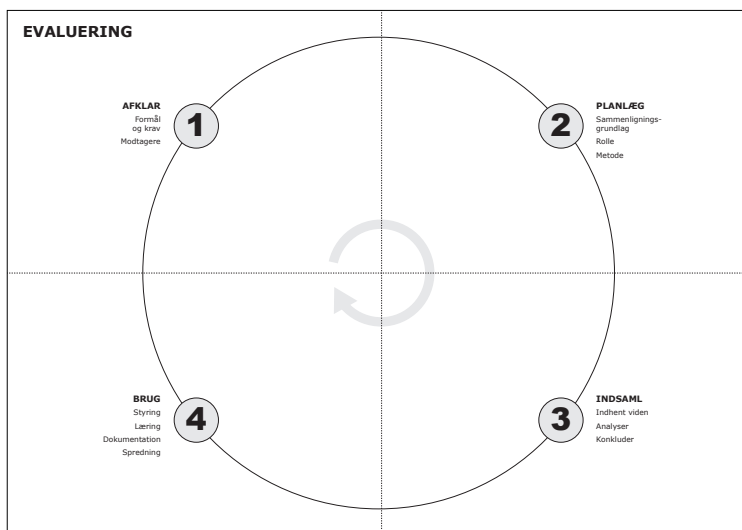 EVALUERING
AFKLAR
Formål
og krav
Modtagere
1
2
PLANLÆG
Sammenlignings-
grundlag
Rolle
Metode
BRUG
Styring
Læring
Dokumentation
Spredning
4
3
INDSAML
Indhent viden
Analyser
Konkluder